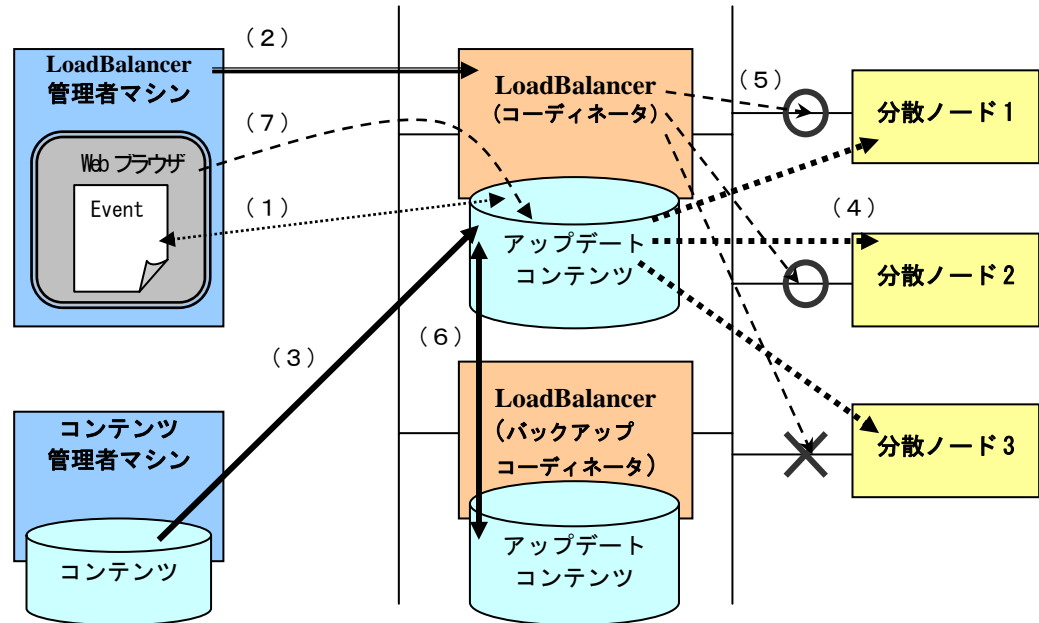 LoadBalancer
管理者マシン
Web ブラウザ
Event
(2)
(7)
(1)
LoadBalancer
(コーディネータ)
アップデート
コンテンツ
(5)
分散ノード1
(4)
分散ノード2
分散ノード3
(3)
(6)
コンテンツ
管理者マシン
コンテンツ
LoadBalancer
(バックアップ
コーディネータ)
アップデート
コンテンツ